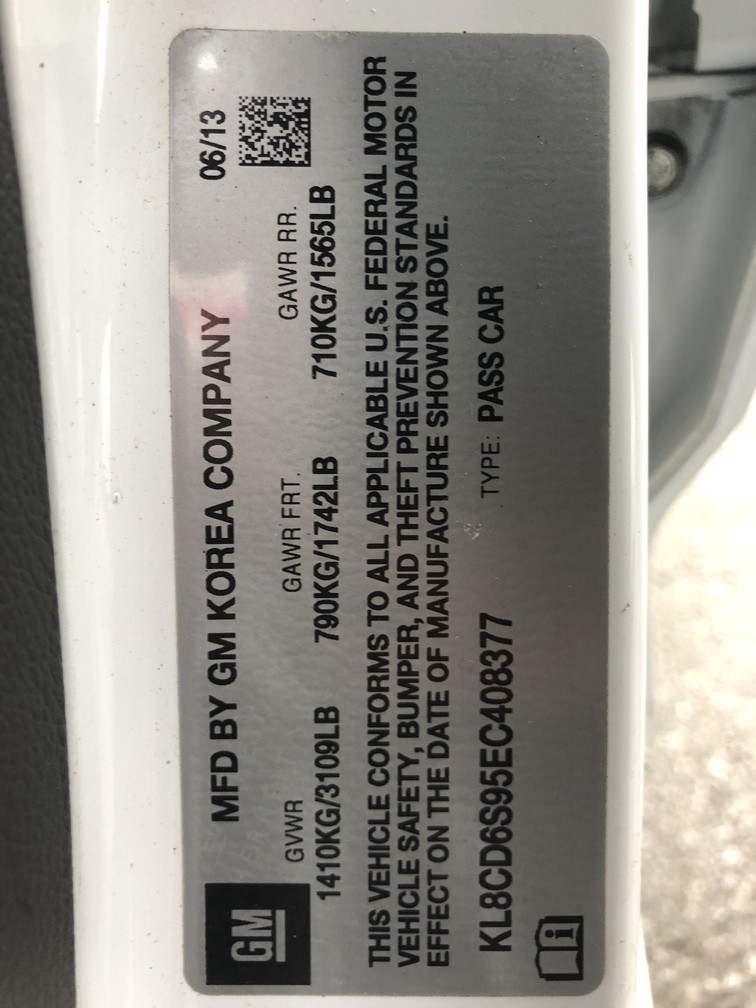 GM
MFD BY GM KOREA COMPANY 06/13
GVWR GAWR FRT. GAWR RR.
1410KG/3109LB 790KG/1742LB 710KG/1565LB
THIS VEHICLE CONFORMS TO ALL APPLICABLE U.S. FEDERAL MOTOR
VEHICLE SAFETY, BUMPER, AND THEFT PREVENTION STANDARDS IN
EFFECT ON THE DATE OF MANUFACTURE SHOWN ABOVE.
KL8CD6S95EC408377 TYPE: PASS CAR
i